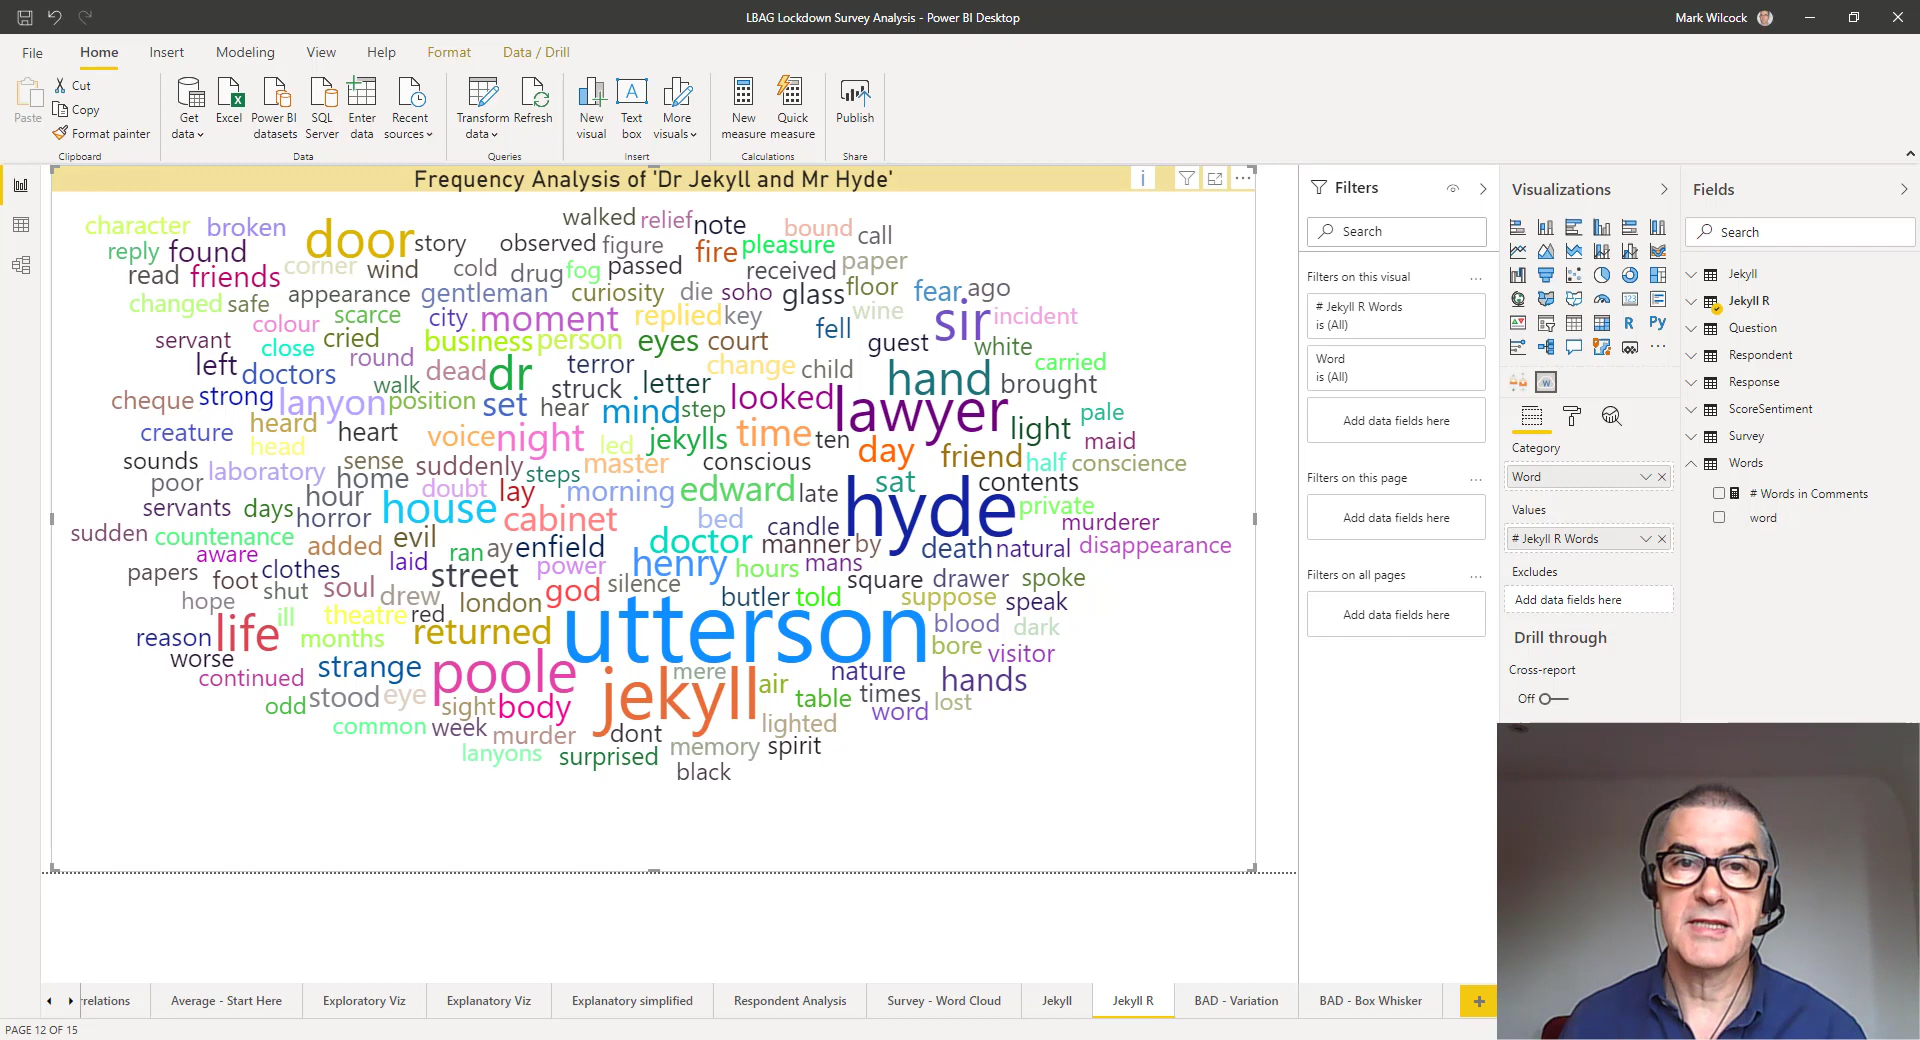 LBAG Lockdown Survey Analysis - Power BI Desktop
Mark Wilcock
File Home Insert Modeling View Help Format Data / Drill
Paste
Cut
Copy
Format painter
Clipboard
Get data
Excel
Power BI datasets
SQL Server
Enter data
Recent sources
Data
Transform data
Refresh
Queries
New visual
Text box
More visuals
Insert
New measure
Quick measure
Calculations
Publish
Share
Frequency Analysis of 'Dr Jekyll and Mr Hyde'
character broken door story walked relief note bound call
reply found observed figure fire pleasure
read friends corner wind cold drug fog passed received paper
changed safe appearance gentleman curiosity die soho glass floor fear ago
colour scarce city moment replied key wine sir incident
servant close cried business person eyes court fell guest white
left doctors round dead dr terror change child hand carried
cheque strong walk struck letter looked brought
lanyon position set hear mind step lawyer pale
creature heard heart voice night led jekylls time ten day light maid
head sense suddenly steps master conscious friend half conscience
sounds laboratory home doubt lay morning edward late sat contents
poor hour hyde private
servants days horror house cabinet bed candle murderer
sudden countenance added evil ran ay enfield doctor manner by death natural disappearance
aware laid henry hours mans
papers foot clothes street power silence square drawer spoke
hope shut soul drew london god butler told suppose speak
ill theatre red utterson blood dark
reason life months returned bore visitor
worse strange poole mere nature hands
continued stood eye jekyll air table times
odd sight body word lost
common week murder dont lighted
lanyons surprised memory spirit
black
Filters
Search
Filters on this visual
# Jekyll R Words
is (All)
Word
is (All)
Add data fields here
Filters on this page
Add data fields here
Filters on all pages
Add data fields here
Visualizations
R Py
Category
Word
Values
# Jekyll R Words
Excludes
Add data fields here
Drill through
Cross-report
Off
Fields
Search
Jekyll
Jekyll R
Question
Respondent
Response
ScoreSentiment
Survey
Words
# Words in Comments
word
relations Average - Start Here Exploratory Viz Explanatory Viz Explanatory simplified Respondent Analysis Survey - Word Cloud Jekyll Jekyll R BAD - Variation BAD - Box Whisker +
PAGE 12 OF 15